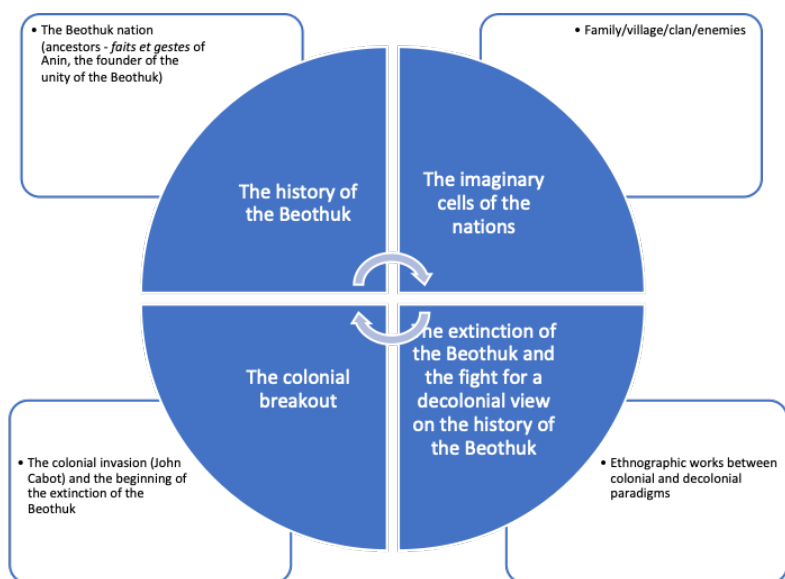 • The Beothuk nation
(ancestors - faits et gestes of
Anin, the founder of the
unity of the Beothuk)
• Family/village/clan/enemies
The history of
the Beothuk
The imaginary
cells of the
nations
The colonial
breakout
The extinction of
the Beothuk and
the fight for a
decolonial view
on the history of
the Beothuk
• The colonial invasion (John
Cabot) and the beginning of
the extinction of the
Beothuk
• Ethnographic works between
colonial and decolonial
paradigms